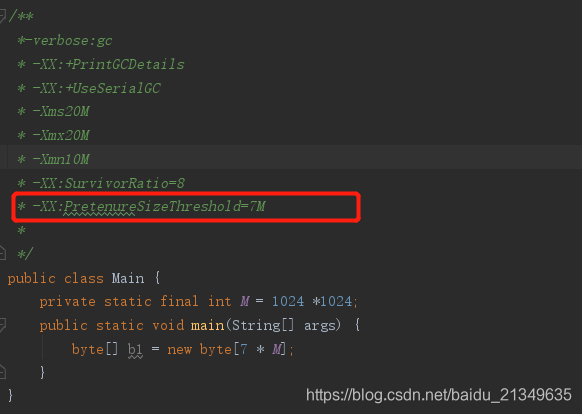 /**
*-verbose:gc
* -XX:+PrintGCDetails
* -XX:+UseSerialGC
* -Xms20M
* -Xmx20M
* -Xmn10M
* -XX:SurvivorRatio=8
* -XX:PretenureSizeThreshold=7M
*
*/
public class Main {
private static final int M = 1024 *1024;
public static void main(String[] args) {
byte[] b1 = new byte[7 * M];
}
}
https://blog.csdn.net/baidu_21349635